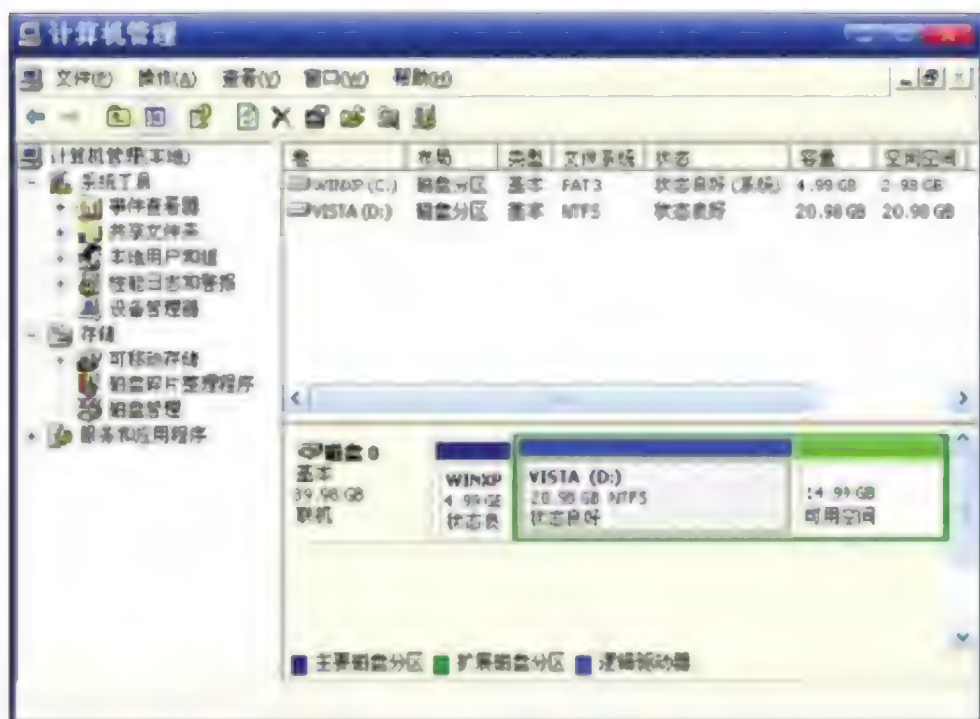 计算机管理
文件(F) 操作(A) 查看(V) 窗口(W) 帮助(H)
计算机管理(本地)
系统工具
事件查看器
共享文件夹
本地用户和组
性能日志和警报
设备管理器
存储
可移动存储
磁盘碎片整理程序
磁盘管理
服务和应用程序
卷 布局 类型 文件系统 状态 容量 空闲空间
WINXP (C:) 磁盘分区 基本 FAT3 状态良好 (系统) 4.99 GB 2.98 GB
VISTA (D:) 磁盘分区 基本 NTFS 状态良好 20.98 GB 20.98 GB
磁盘 0
基本
39.98 GB
联机
WINXP
4.99 GB
状态良
VISTA (D:)
20.98 GB NTFS
状态良好
14.99 GB
可用空间
主要磁盘分区 扩展磁盘分区 逻辑驱动器